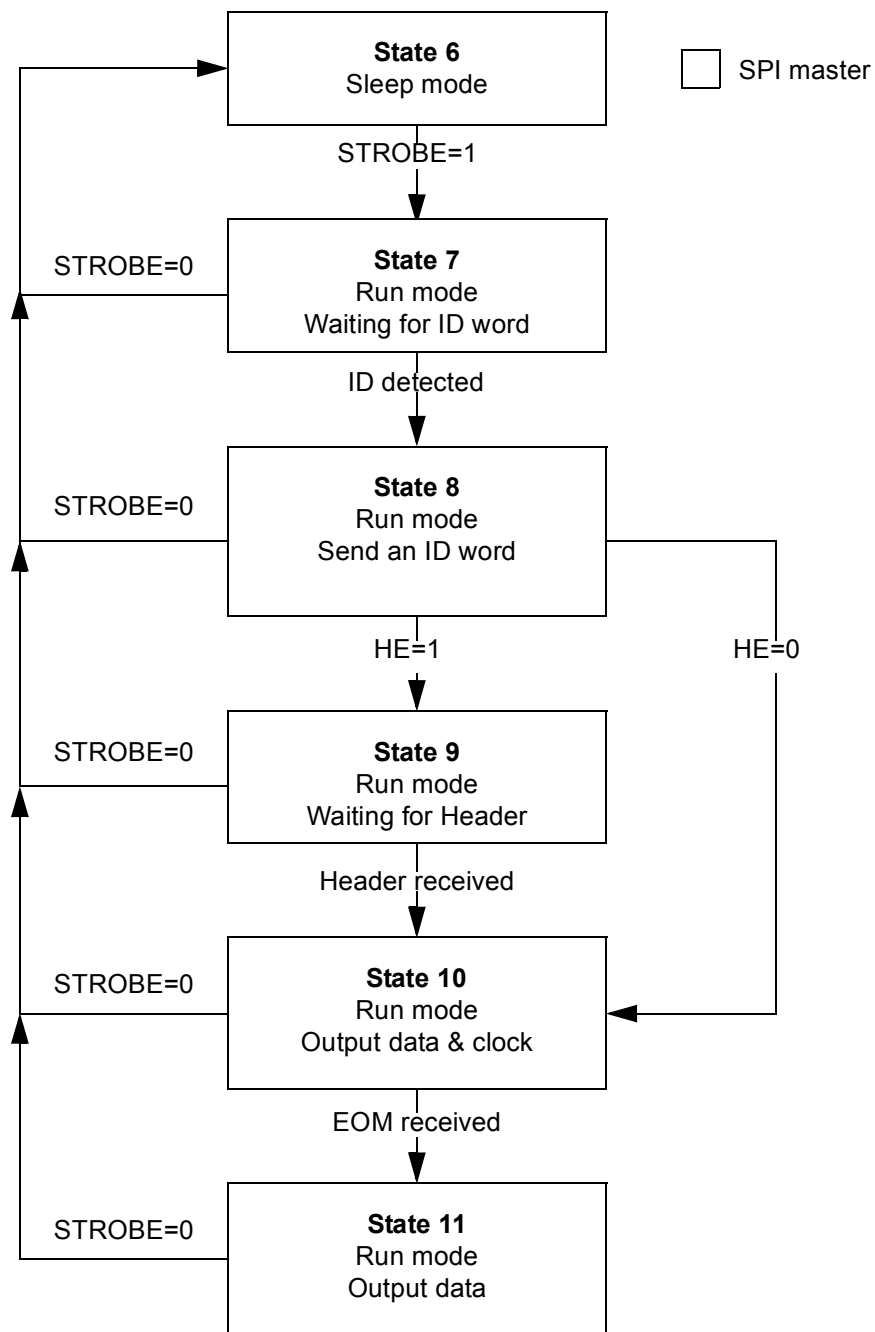 State 6
Sleep mode
SPI master
STROBE=1
STROBE=0
State 7
Run mode
Waiting for ID word
ID detected
STROBE=0
State 8
Run mode
Send an ID word
HE=1
HE=0
STROBE=0
State 9
Run mode
Waiting for Header
Header received
STROBE=0
State 10
Run mode
Output data & clock
EOM received
STROBE=0
State 11
Run mode
Output data